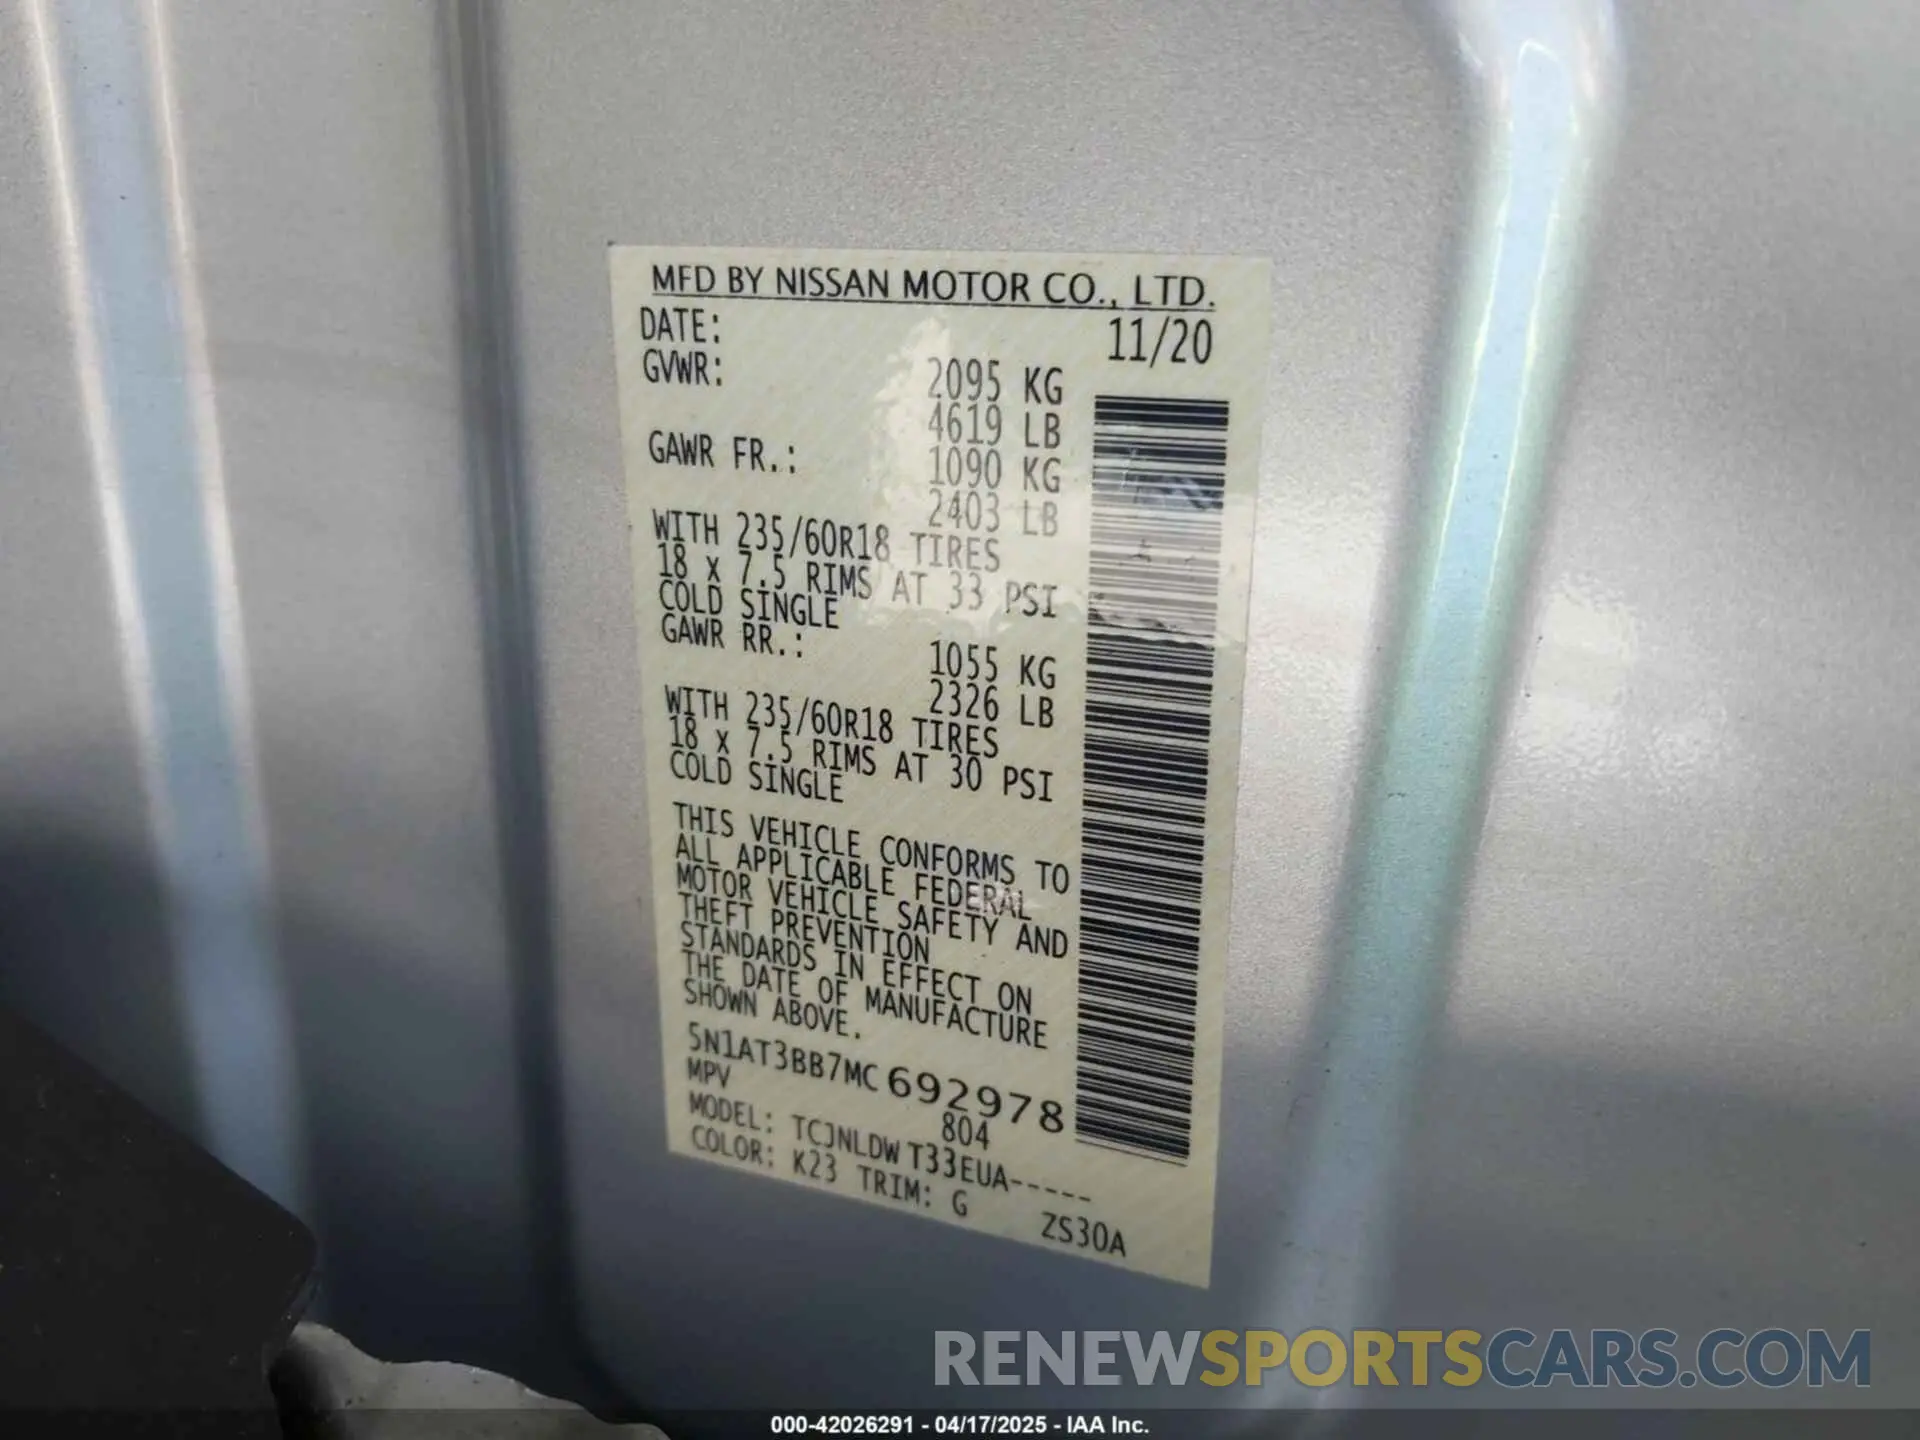 MFD BY NISSAN MOTOR CO., LTD.
DATE: 11/20
GVWR: 2095 KG
4619 LB
GAWR FR.: 1090 KG
2403 LB
WITH 235/60R18 TIRES
18 x 7.5 RIMS AT 33 PSI
COLD SINGLE
GAWR RR.: 1055 KG
2326 LB
WITH 235/60R18 TIRES
18 x 7.5 RIMS AT 30 PSI
COLD SINGLE
THIS VEHICLE CONFORMS TO
ALL APPLICABLE FEDERAL
MOTOR VEHICLE SAFETY AND
THEFT PREVENTION
STANDARDS IN EFFECT ON
THE DATE OF MANUFACTURE
SHOWN ABOVE.
5N1AT3BB7MC692978
MPV 804
MODEL: TCJNLDW T33EUA-----
COLOR: K23 TRIM: G ZS30A
RENEWSPORTSCARS.COM
000-42026291 - 04/17/2025 - IAA Inc.